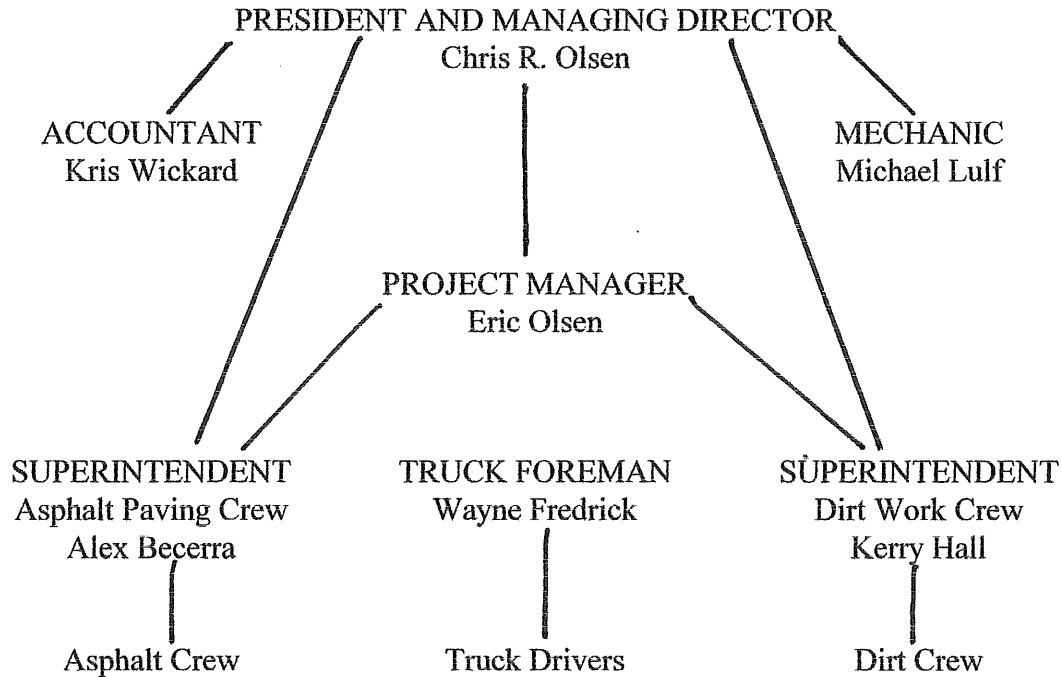 PRESIDENT AND MANAGING DIRECTOR
Chris R. Olsen
ACCOUNTANT
Kris Wickard
MECHANIC
Michael Lulf
PROJECT MANAGER
Eric Olsen
SUPERINTENDENT
Asphalt Paving Crew
Alex Becerra
TRUCK FOREMAN
Wayne Fredrick
SUPERINTENDENT
Dirt Work Crew
Kerry Hall
Asphalt Crew
Truck Drivers
Dirt Crew